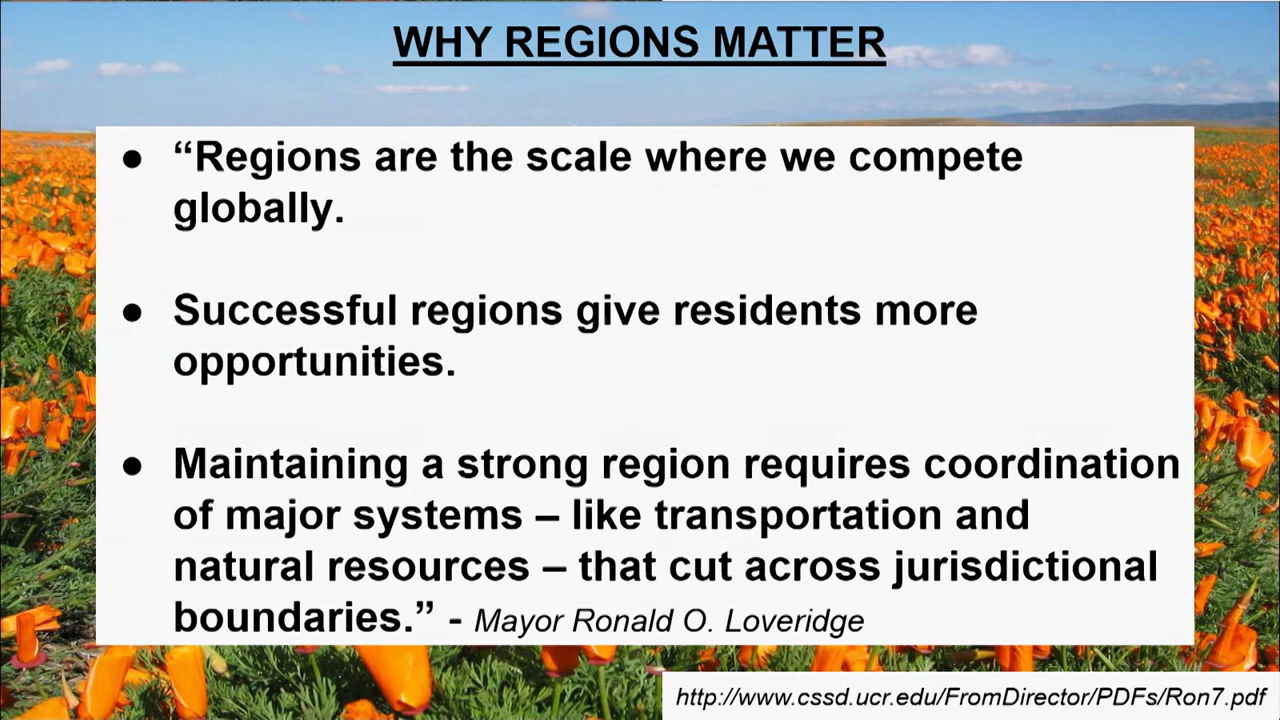 WHY REGIONS MATTER
● “Regions are the scale where we compete
globally.
● Successful regions give residents more
opportunities.
● Maintaining a strong region requires coordination
of major systems – like transportation and
natural resources – that cut across jurisdictional
boundaries.” - Mayor Ronald O. Loveridge
http://www.cssd.ucr.edu/FromDirector/PDFs/Ron7.pdf